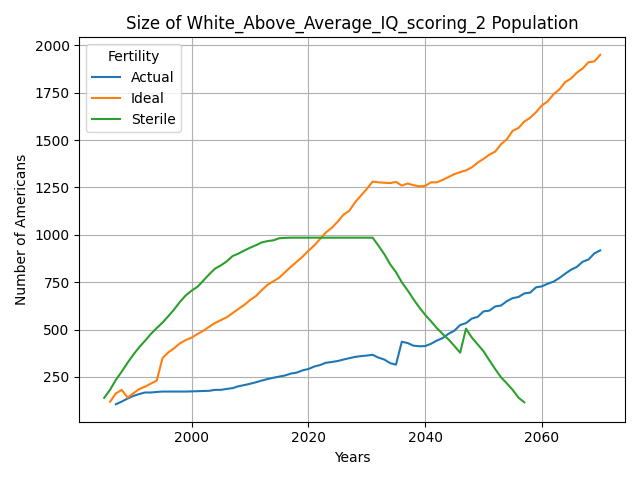 Size of White_Above_Average_IQ_scoring_2 Population
Fertility
Actual
Ideal
Sterile
Number of Americans
2000
1750
1500
1250
1000
750
500
250
2000
2020
2040
2060
Years